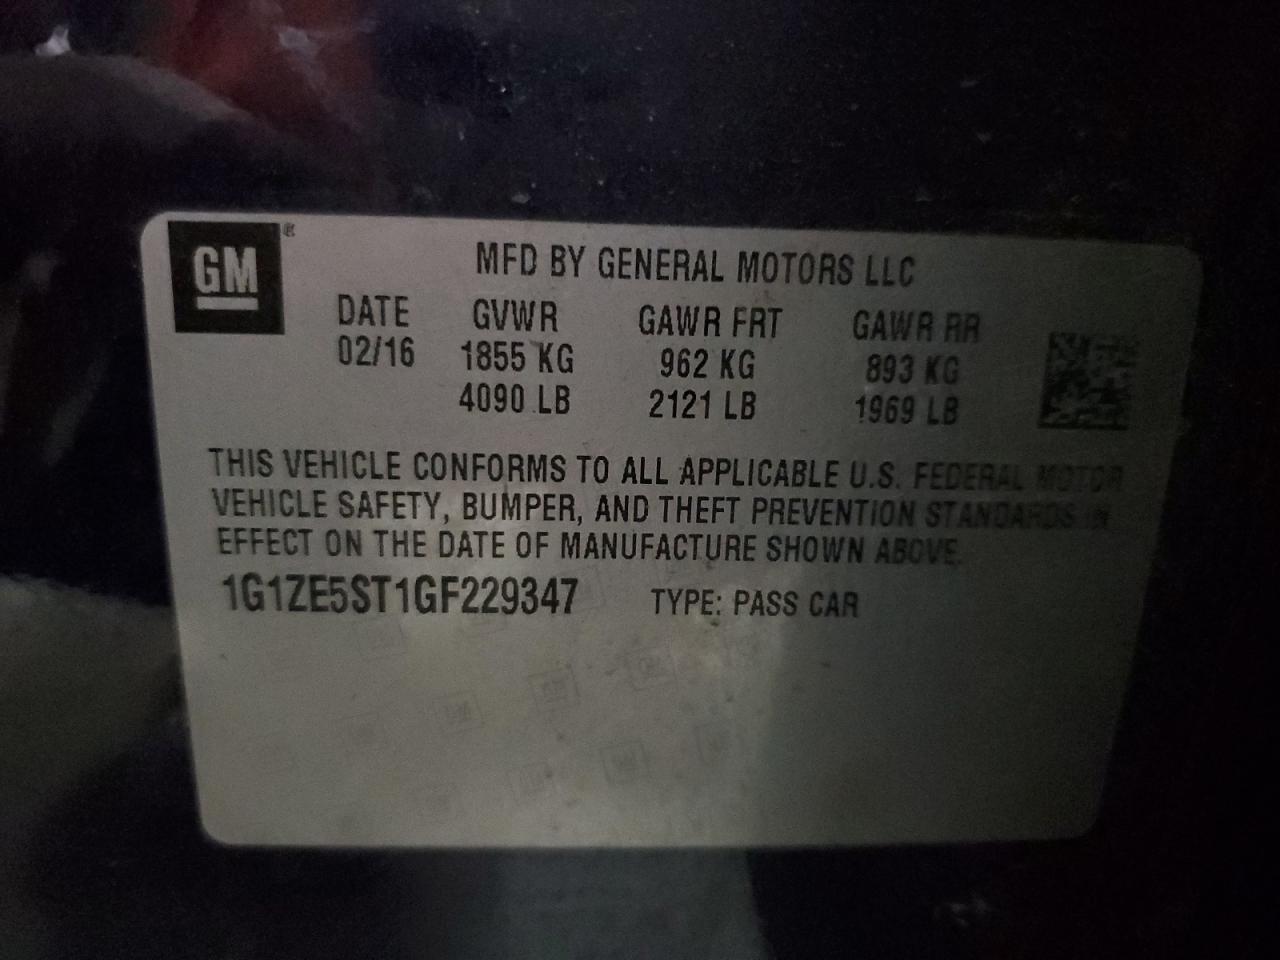 GM ®
MFD BY GENERAL MOTORS LLC
DATE GVWR GAWR FRT GAWR RR
02/16 1855 KG 962 KG 893 KG
4090 LB 2121 LB 1969 LB
THIS VEHICLE CONFORMS TO ALL APPLICABLE U.S. FEDERAL MOTOR
VEHICLE SAFETY, BUMPER, AND THEFT PREVENTION STANDARDS IN
EFFECT ON THE DATE OF MANUFACTURE SHOWN ABOVE.
1G1ZE5ST1GF229347 TYPE: PASS CAR